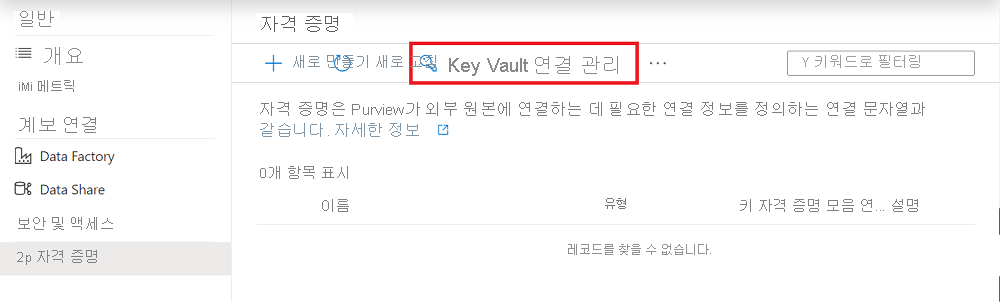 일반
개요
iMi 메트릭
계보 연결
Data Factory
Data Share
보안 및 액세스
2p 자격 증명
자격 증명
새로 만들기 새로 고침 Key Vault 연결 관리 ...
Y 키워드로 필터링
자격 증명은 Purview가 외부 원본에 연결하는 데 필요한 연결 정보를 정의하는 연결 문자열과
같습니다. 자세한 정보
0개 항목 표시
이름 유형 키 자격 증명 모음 연... 설명
레코드를 찾을 수 없습니다.